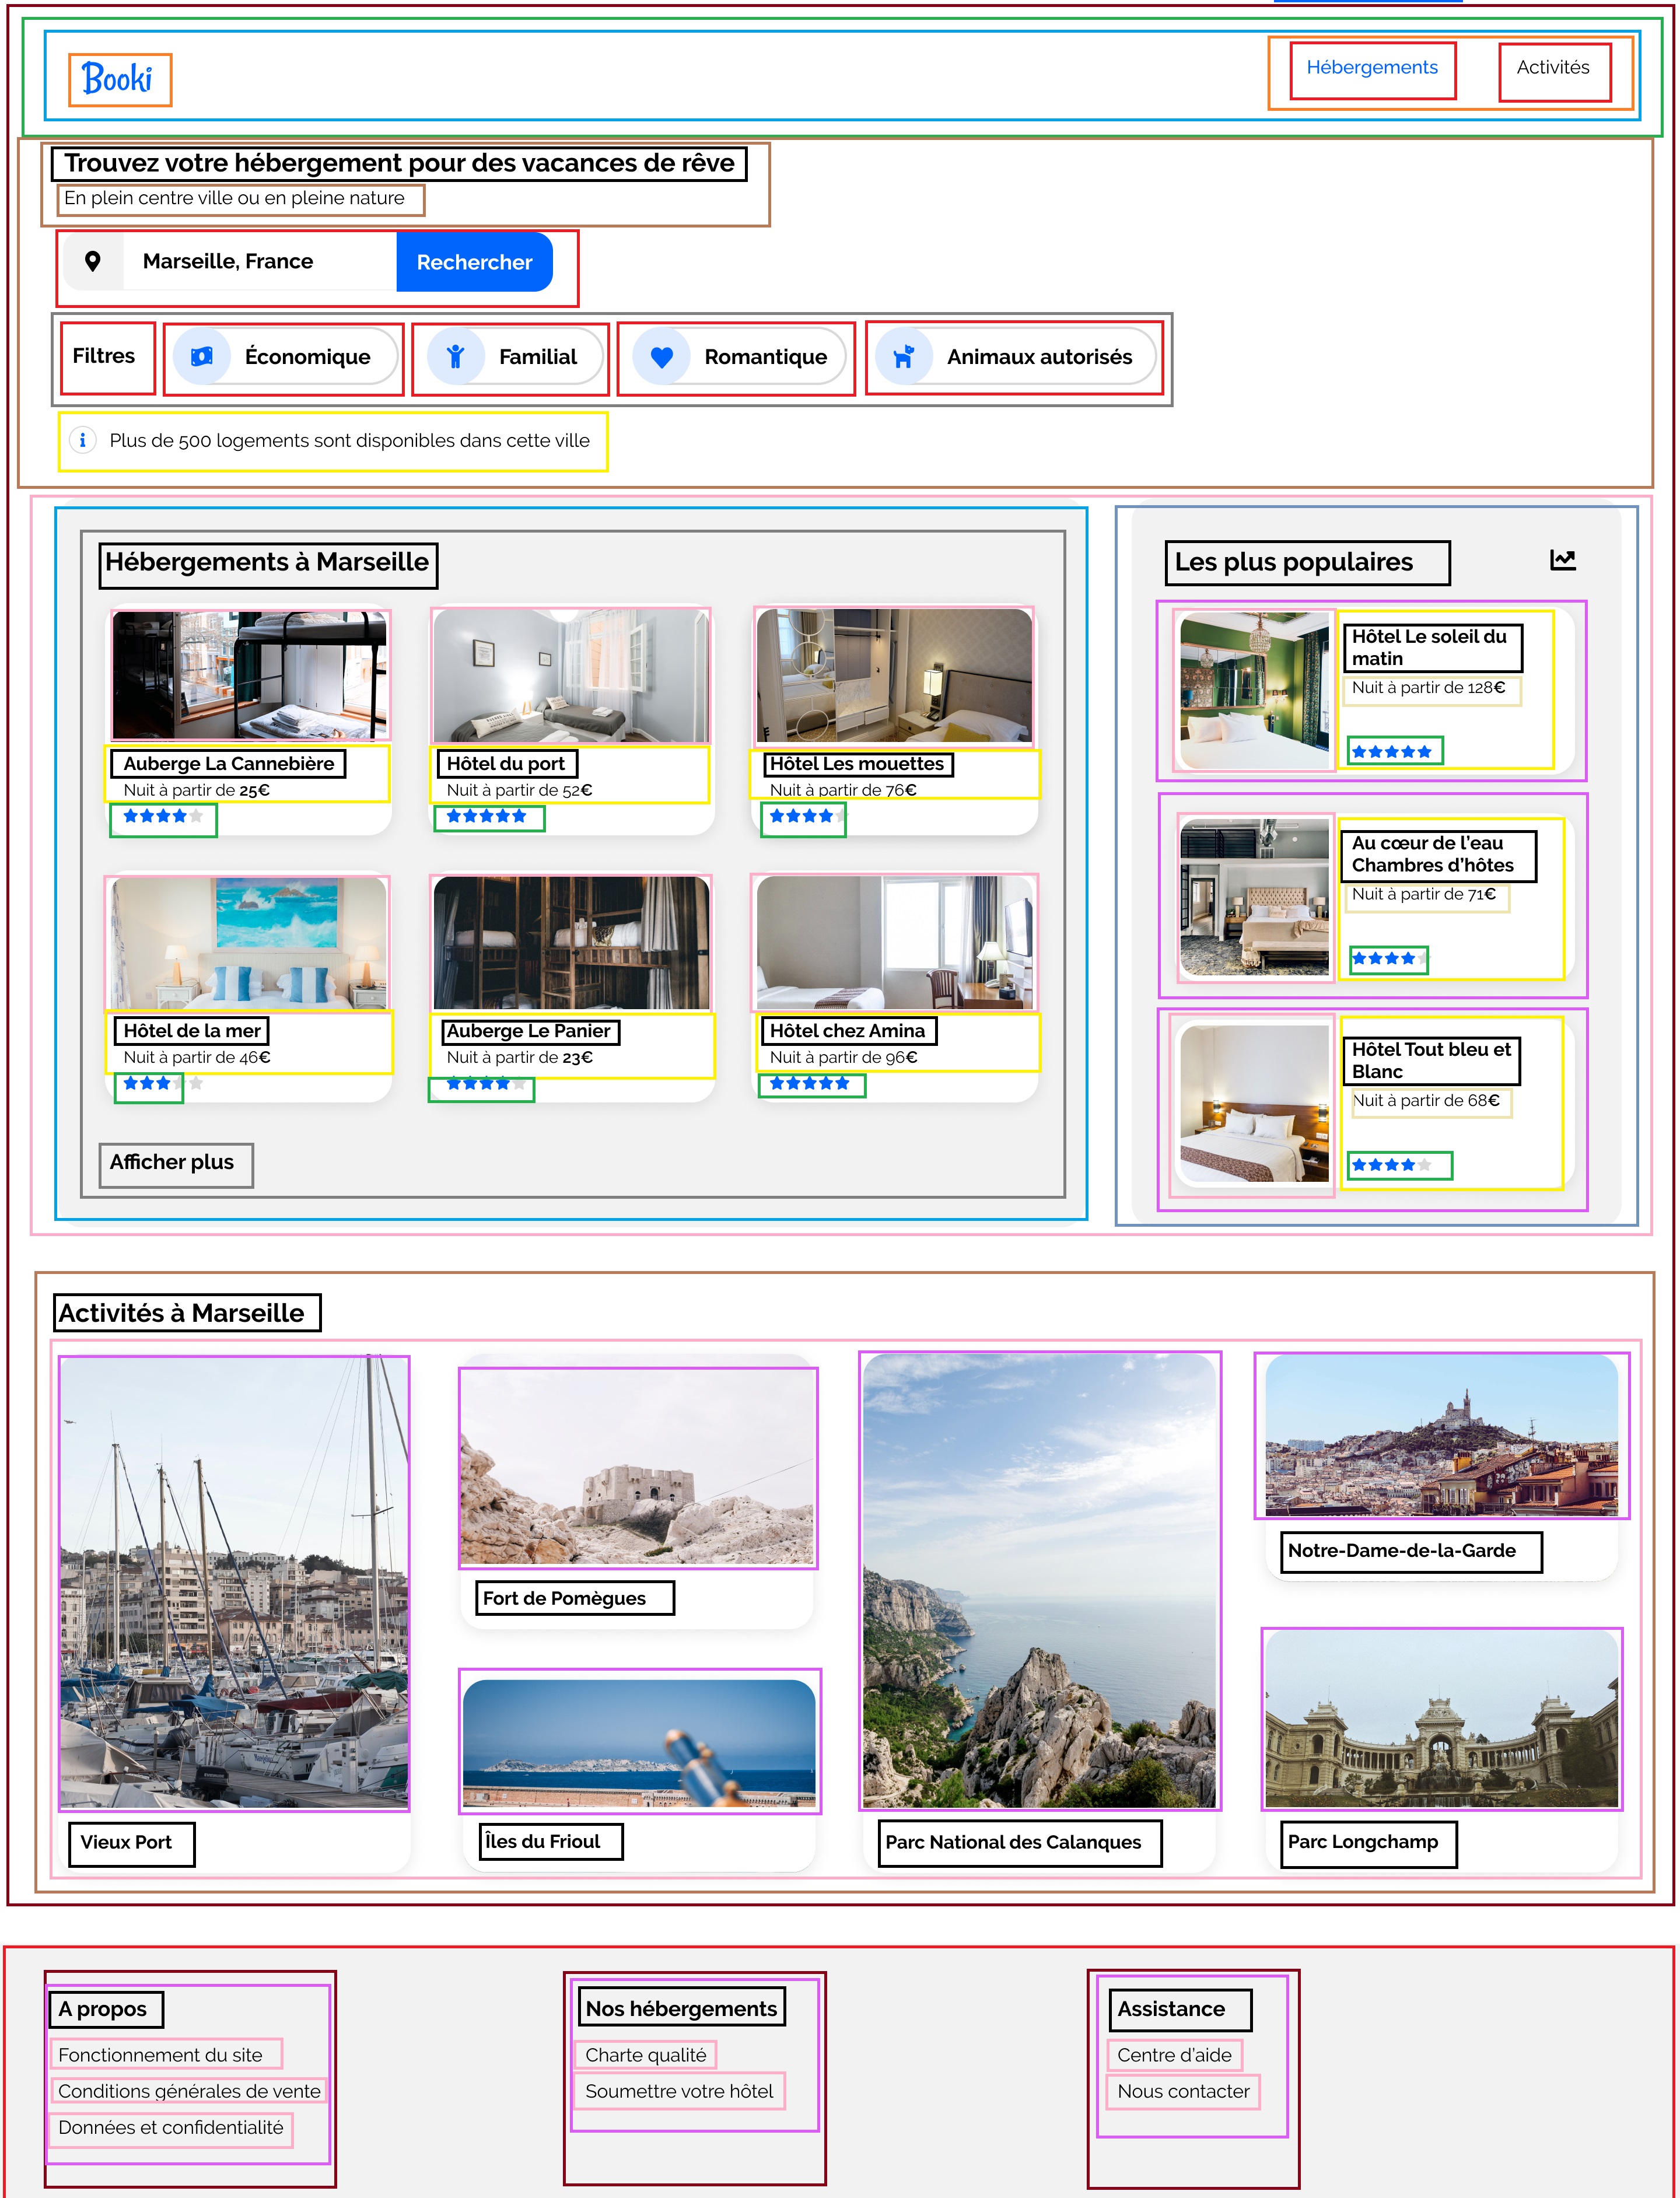 Booki
Hébergements
Activités
Trouvez votre hébergement pour des vacances de rêve
En plein centre ville ou en pleine nature
Marseille, France
Rechercher
Filtres
Économique
Familial
Romantique
Animaux autorisés
Plus de 500 logements sont disponibles dans cette ville
Hébergements à Marseille
Auberge La Cannebière
Nuit à partir de 25€
Hôtel du port
Nuit à partir de 52€
Hôtel Les mouettes
Nuit à partir de 76€
Hôtel de la mer
Nuit à partir de 46€
Auberge Le Panier
Nuit à partir de 23€
Hôtel chez Amina
Nuit à partir de 96€
Afficher plus
Les plus populaires
Hôtel Le soleil du
matin
Nuit à partir de 128€
Au cœur de l'eau
Chambres d'hôtes
Nuit à partir de 71€
Hôtel Tout bleu et
Blanc
Nuit à partir de 68€
Activités à Marseille
Vieux Port
Fort de Pomègues
Îles du Frioul
Parc National des Calanques
Notre-Dame-de-la-Garde
Parc Longchamp
A propos
Fonctionnement du site
Conditions générales de vente
Données et confidentialité
Nos hébergements
Charte qualité
Soumettre votre hôtel
Assistance
Centre d'aide
Nous contacter